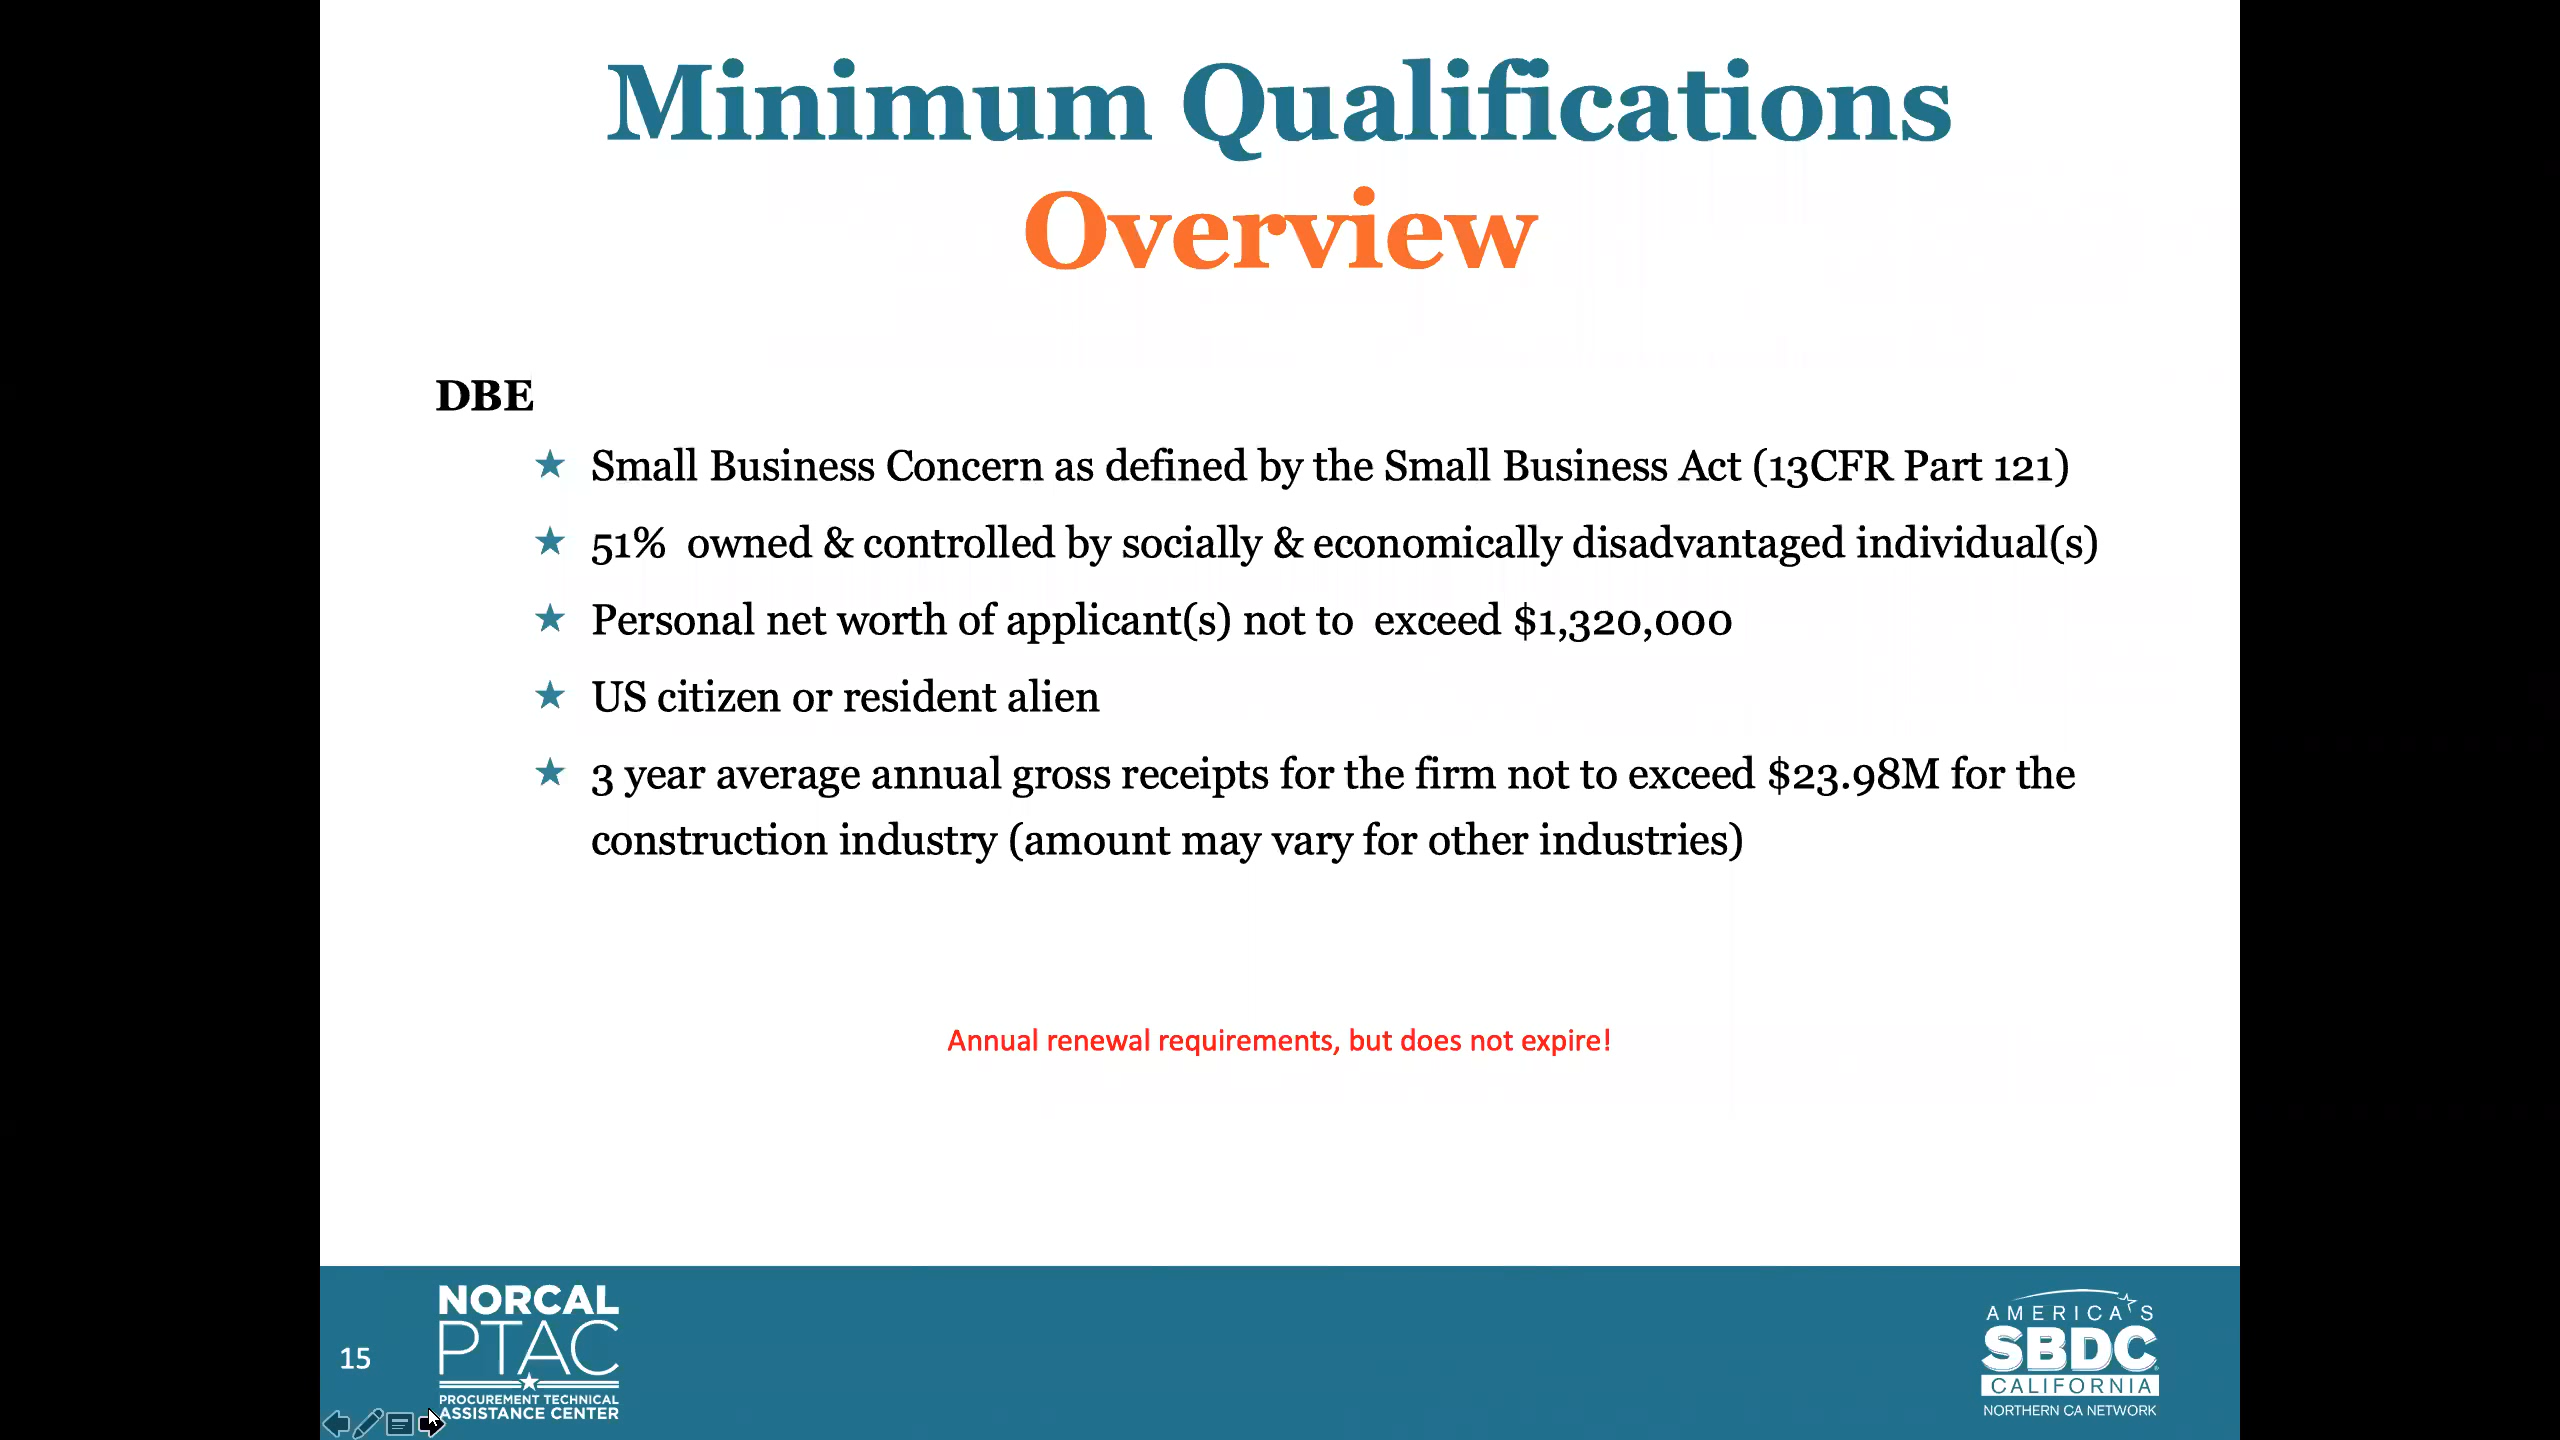 Minimum Qualifications
Overview
DBE
★ Small Business Concern as defined by the Small Business Act (13CFR Part 121)
★ 51%  owned & controlled by socially & economically disadvantaged individual(s)
★ Personal net worth of applicant(s) not to  exceed $1,320,000
★ US citizen or resident alien
★ 3 year average annual gross receipts for the firm not to exceed $23.98M for the
construction industry (amount may vary for other industries)
Annual renewal requirements, but does not expire!
15
NORCAL
PTAC
PROCUREMENT TECHNICAL
ASSISTANCE CENTER
AMERICA'S
SBDC
CALIFORNIA
NORTHERN CA NETWORK